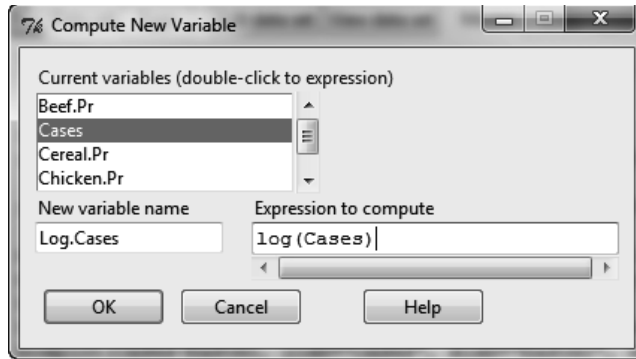 Compute New Variable
Current variables (double-click to expression)
Beef.Pr
Cases
Cereal.Pr
Chicken.Pr
New variable name Expression to compute
Log.Cases log(Cases)
OK Cancel Help